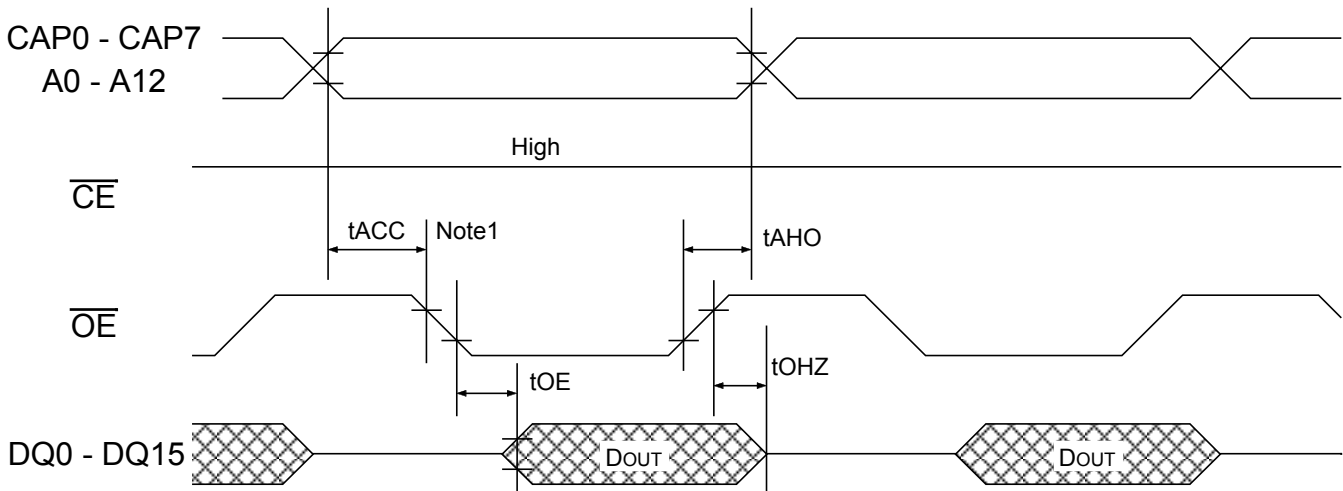 CAP0 - CAP7
A0 - A12
High
CE
tACC
Note1
tAHO
OE
tOE
tOHZ
DQ0 - DQ15
DOUT
DOUT